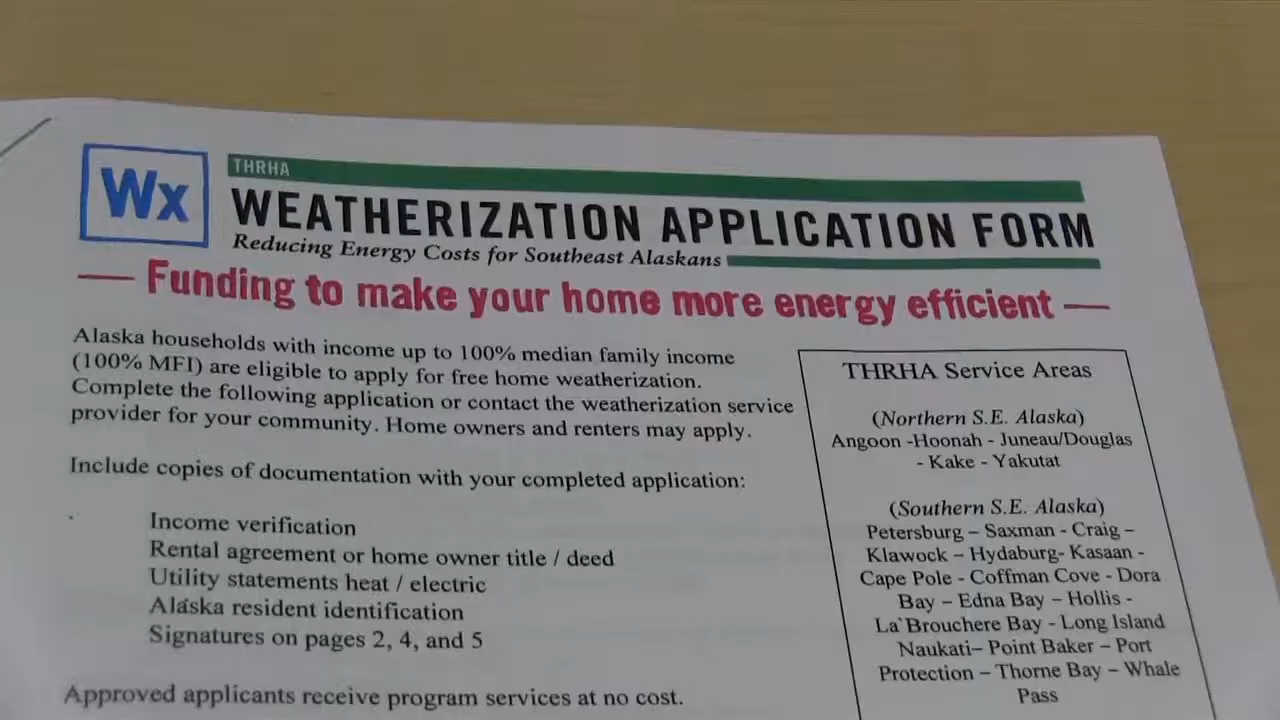 Wx
THRHA
WEATHERIZATION APPLICATION FORM
Reducing Energy Costs for Southeast Alaskans
— Funding to make your home more energy efficient —
Alaska households with income up to 100% median family income
(100% MFI) are eligible to apply for free home weatherization.
Complete the following application or contact the weatherization service
provider for your community. Home owners and renters may apply.
Include copies of documentation with your completed application:
Income verification
Rental agreement or home owner title / deed
Utility statements heat / electric
Alaska resident identification
Signatures on pages 2, 4, and 5
Approved applicants receive program services at no cost.
THRHA Service Areas
(Northern S.E. Alaska)
Angoon -Hoonah - Juneau/Douglas
- Kake - Yakutat
(Southern S.E. Alaska)
Petersburg – Saxman - Craig –
Klawock – Hydaburg- Kasaan -
Cape Pole - Coffman Cove - Dora
Bay – Edna Bay – Hollis -
La`Brouchere Bay - Long Island
Naukati– Point Baker – Port
Protection – Thorne Bay – Whale
Pass